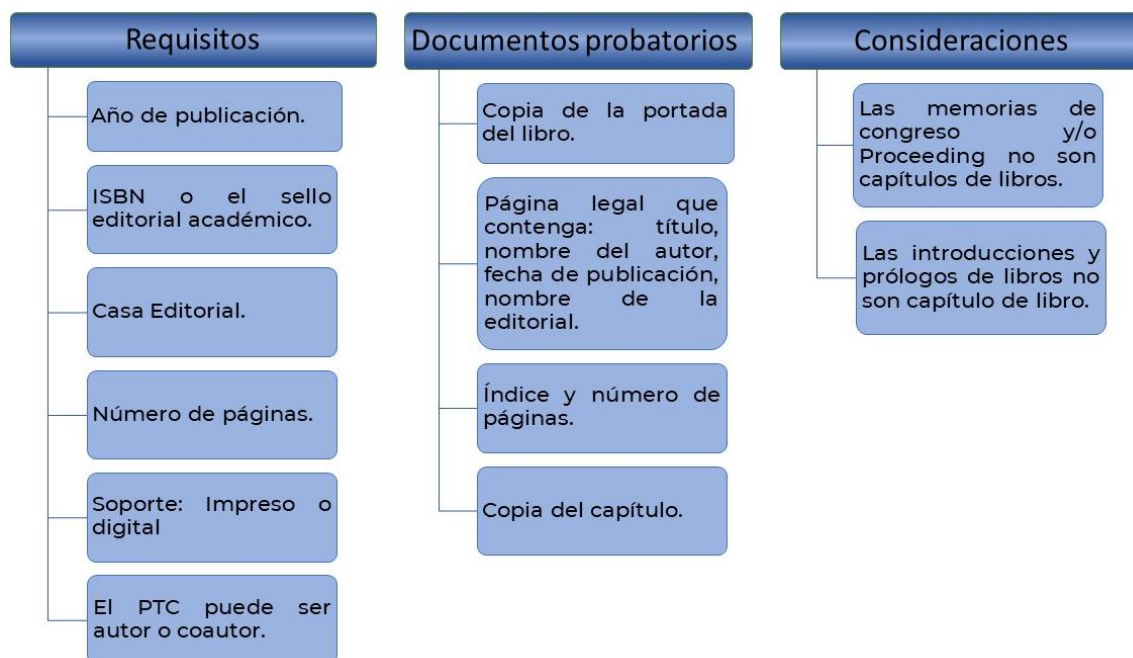 Requisitos
Año de publicación.
ISBN o el sello
editorial académico.
Casa Editorial.
Número de páginas.
Soporte: Impreso o
digital
El PTC puede ser
autor o coautor.
Documentos probatorios
Copia de la portada
del libro.
Página legal que
contenga: título,
nombre del autor,
fecha de publicación,
nombre de la
editorial.
Índice y número de
páginas.
Copia del capítulo.
Consideraciones
Las memorias de
congreso y/o
Proceeding no son
capítulos de libros.
Las introducciones y
prólogos de libros no
son capítulo de libro.